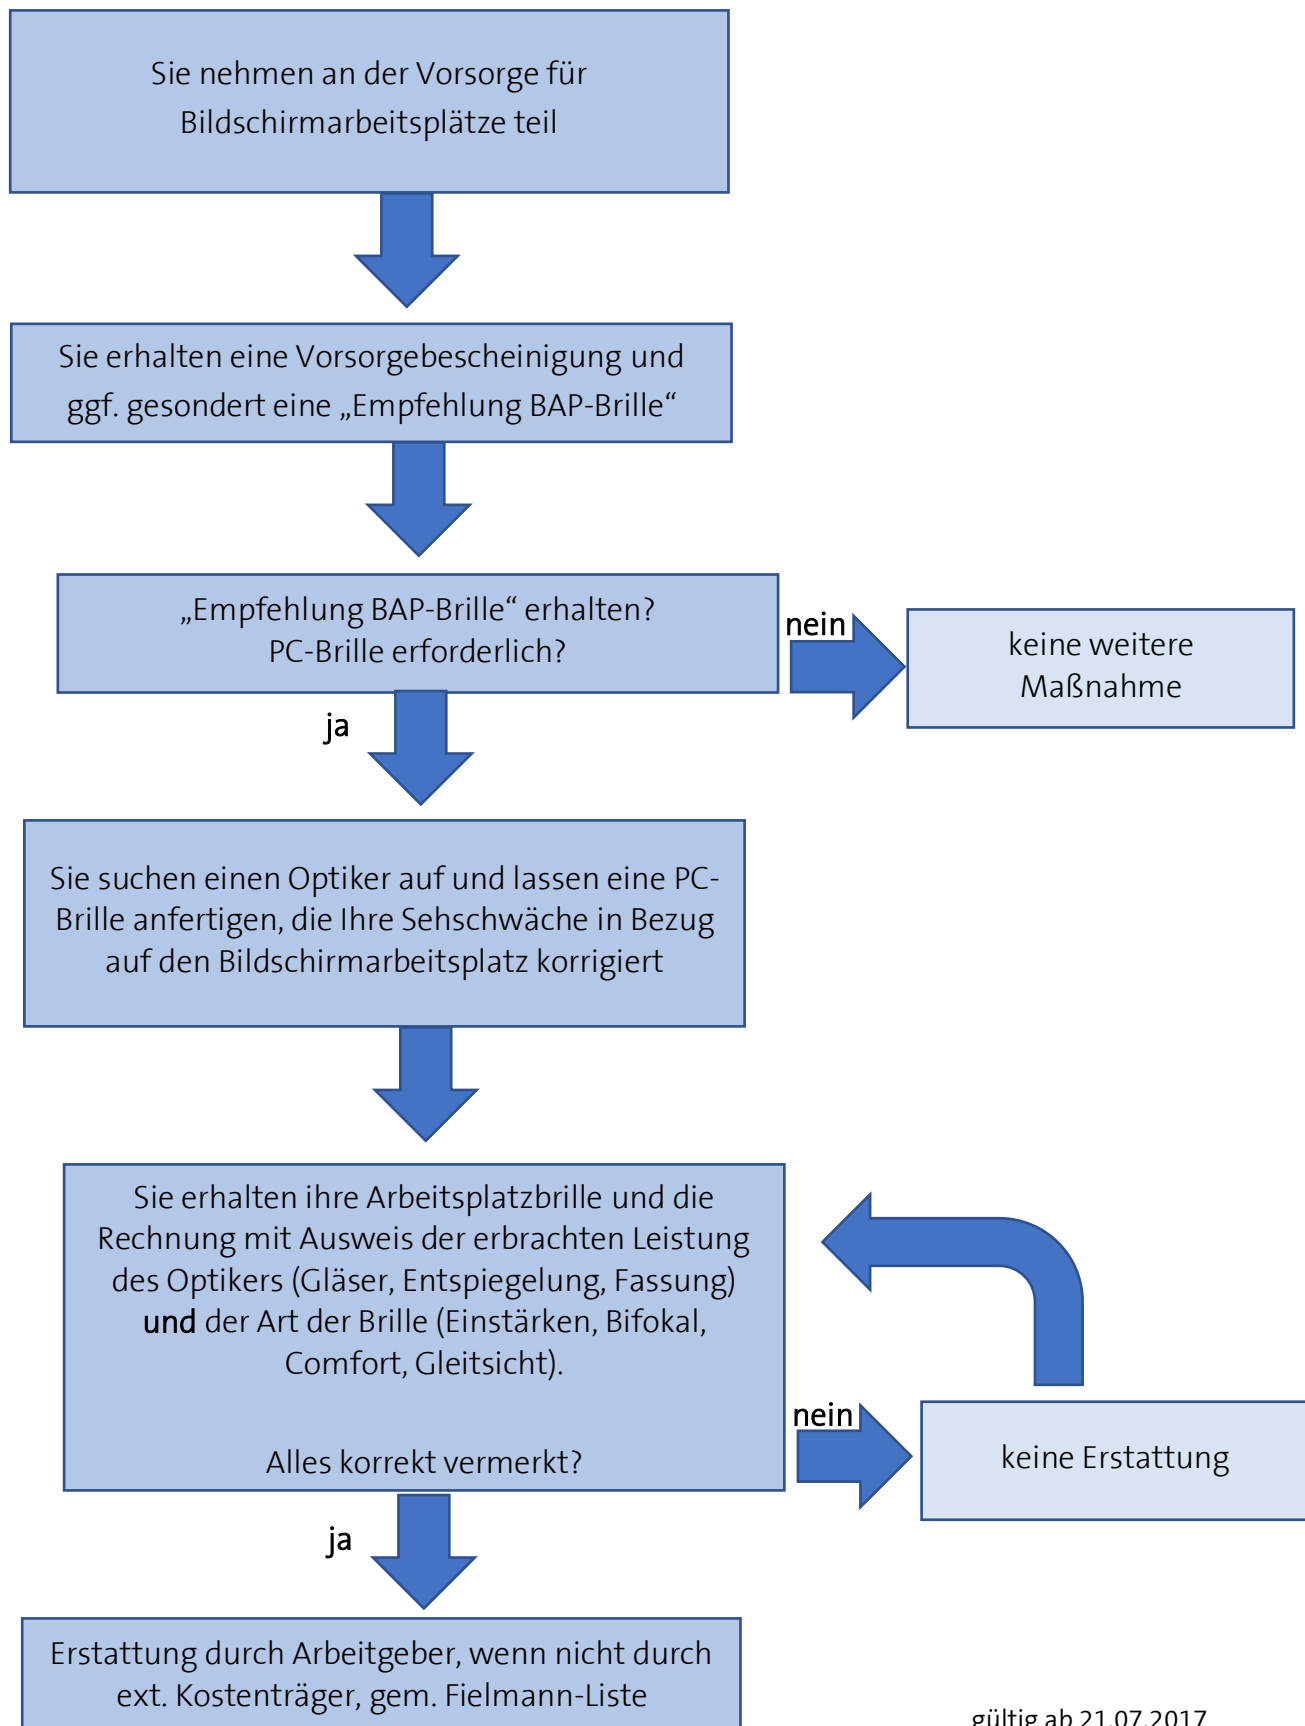 Sie nehmen an der Vorsorge für
Bildschirmarbeitsplätze teil
Sie erhalten eine Vorsorgebescheinigung und
ggf. gesondert eine „Empfehlung BAP-Brille“
„Empfehlung BAP-Brille“ erhalten?
PC-Brille erforderlich?
nein
keine weitere
Maßnahme
ja
Sie suchen einen Optiker auf und lassen eine PC-
Brille anfertigen, die Ihre Sehschwäche in Bezug
auf den Bildschirmarbeitsplatz korrigiert
Sie erhalten ihre Arbeitsplatzbrille und die
Rechnung mit Ausweis der erbrachten Leistung
des Optikers (Gläser, Entspiegelung, Fassung)
und der Art der Brille (Einstärken, Bifokal,
Comfort, Gleitsicht).
Alles korrekt vermerkt?
nein
keine Erstattung
ja
Erstattung durch Arbeitgeber, wenn nicht durch
ext. Kostenträger, gem. Fielmann-Liste
gültig ab 21.07.2017